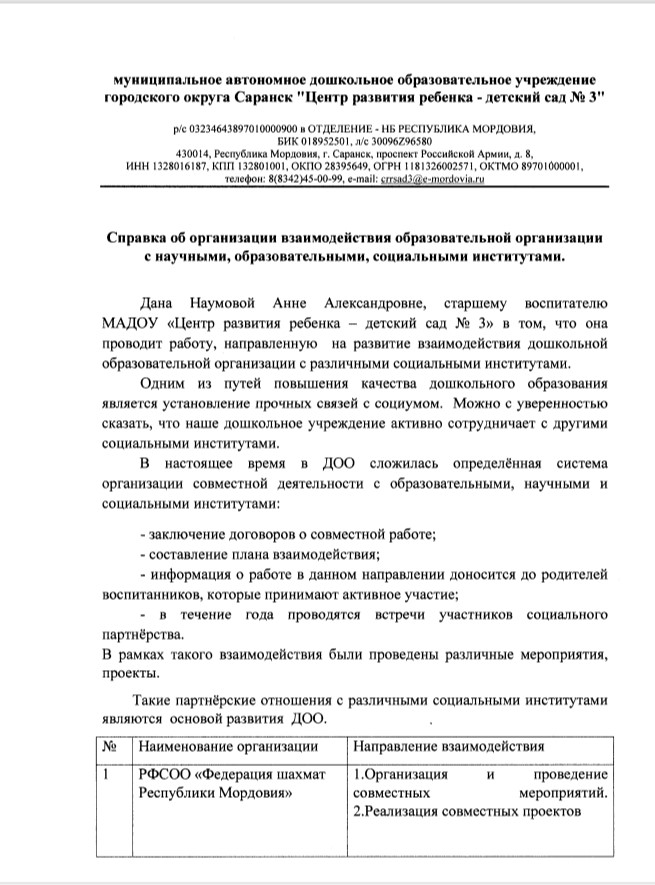 муниципальное автономное дошкольное образовательное учреждение
городского округа Саранск "Центр развития ребенка - детский сад № 3"
р/с 03234643897010000900 в ОТДЕЛЕНИЕ - НБ РЕСПУБЛИКА МОРДОВИЯ,
БИК 018952501, л/с 30096Z96580
430014, Республика Мордовия, г. Саранск, проспект Российской Армии, д. 8,
ИНН 1328016187, КПП 132801001, ОКПО 28395649, ОГРН 1181326002571, ОКТМО 89701000001,
телефон: 8(8342)45-00-99, e-mail: crrsad3@e-mordovia.ru
Справка об организации взаимодействия образовательной организации
с научными, образовательными, социальными институтами.
Дана Наумовой Анне Александровне, старшему воспитателю
МАДОУ «Центр развития ребенка – детский сад № 3» в том, что она
проводит работу, направленную на развитие взаимодействия дошкольной
образовательной организации с различными социальными институтами.
Одним из путей повышения качества дошкольного образования
является установление прочных связей с социумом. Можно с уверенностью
сказать, что наше дошкольное учреждение активно сотрудничает с другими
социальными институтами.
В настоящее время в ДОО сложилась определённая система
организации совместной деятельности с образовательными, научными и
социальными институтами:
- заключение договоров о совместной работе;
- составление плана взаимодействия;
- информация о работе в данном направлении доносится до родителей
воспитанников, которые принимают активное участие;
- в течение года проводятся встречи участников социального
партнёрства.
В рамках такого взаимодействия были проведены различные мероприятия,
проекты.
Такие партнёрские отношения с различными социальными институтами
являются основой развития ДОО.
№ Наименование организации Направление взаимодействия
1 РФСОО «Федерация шахмат 1.Организация и проведение
Республики Мордовия» совместных мероприятий.
2.Реализация совместных проектов